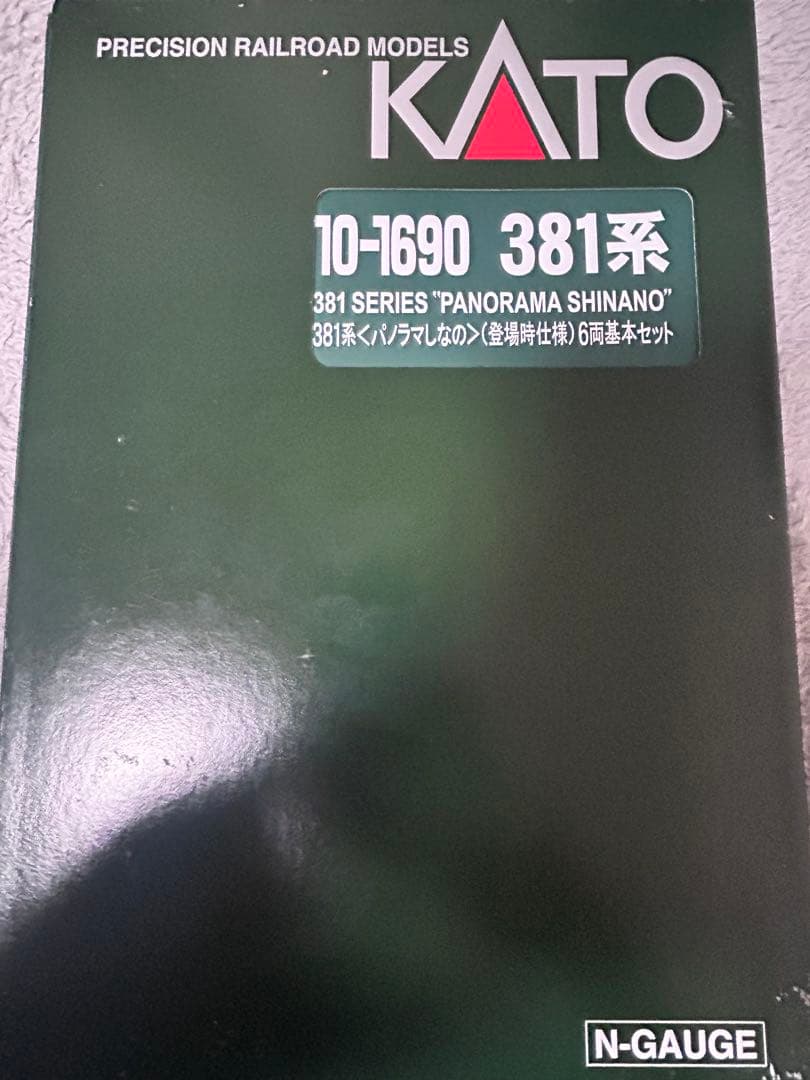 PRECISION RAILROAD MODELS
KATO
10-1690 381系
381 SERIES "PANORAMA SHINANO"
381系<パノラマしなの>(登場時仕様)6両基本セット
N-GAUGE